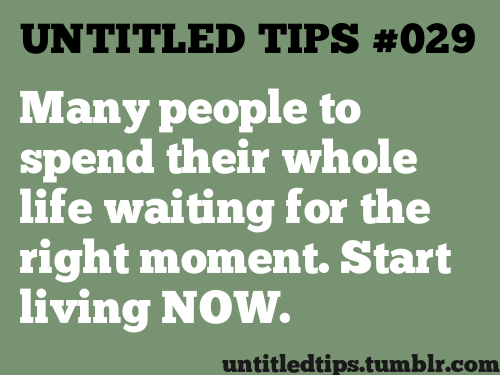 UNTITLED TIPS #029
Many people to
spend their whole
life waiting for the
right moment. Start
living NOW.
untitledtips.tumblr.com